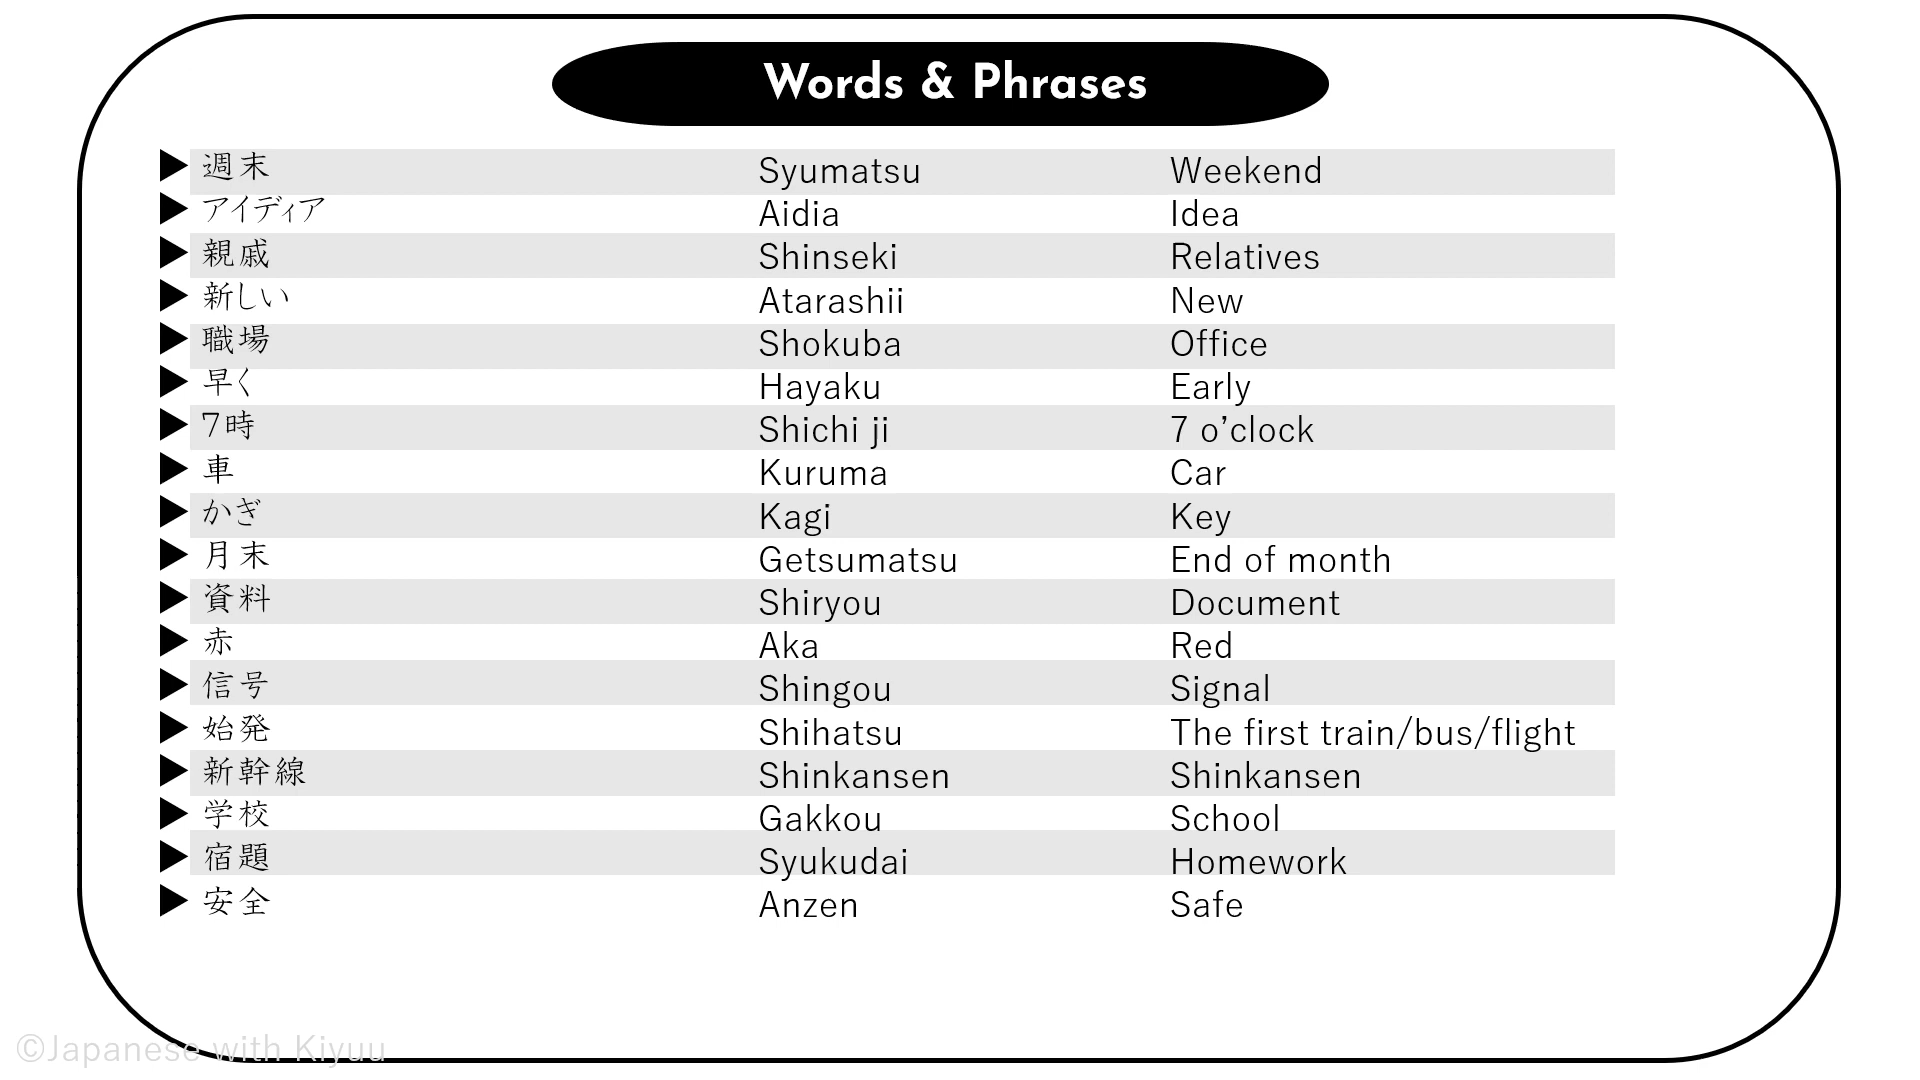 Words & Phrases
▶ 週末 Syumatsu Weekend
▶ アイディア Aidia Idea
▶ 親戚 Shinseki Relatives
▶ 新しい Atarashii New
▶ 職場 Shokuba Office
▶ 早く Hayaku Early
▶ 7時 Shichi ji 7 o’clock
▶ 車 Kuruma Car
▶ かぎ Kagi Key
▶ 月末 Getsumatsu End of month
▶ 資料 Shiryou Document
▶ 赤 Aka Red
▶ 信号 Shingou Signal
▶ 始発 Shihatsu The first train/bus/flight
▶ 新幹線 Shinkansen Shinkansen
▶ 学校 Gakkou School
▶ 宿題 Syukudai Homework
▶ 安全 Anzen Safe
©Japanese with Kiyuu